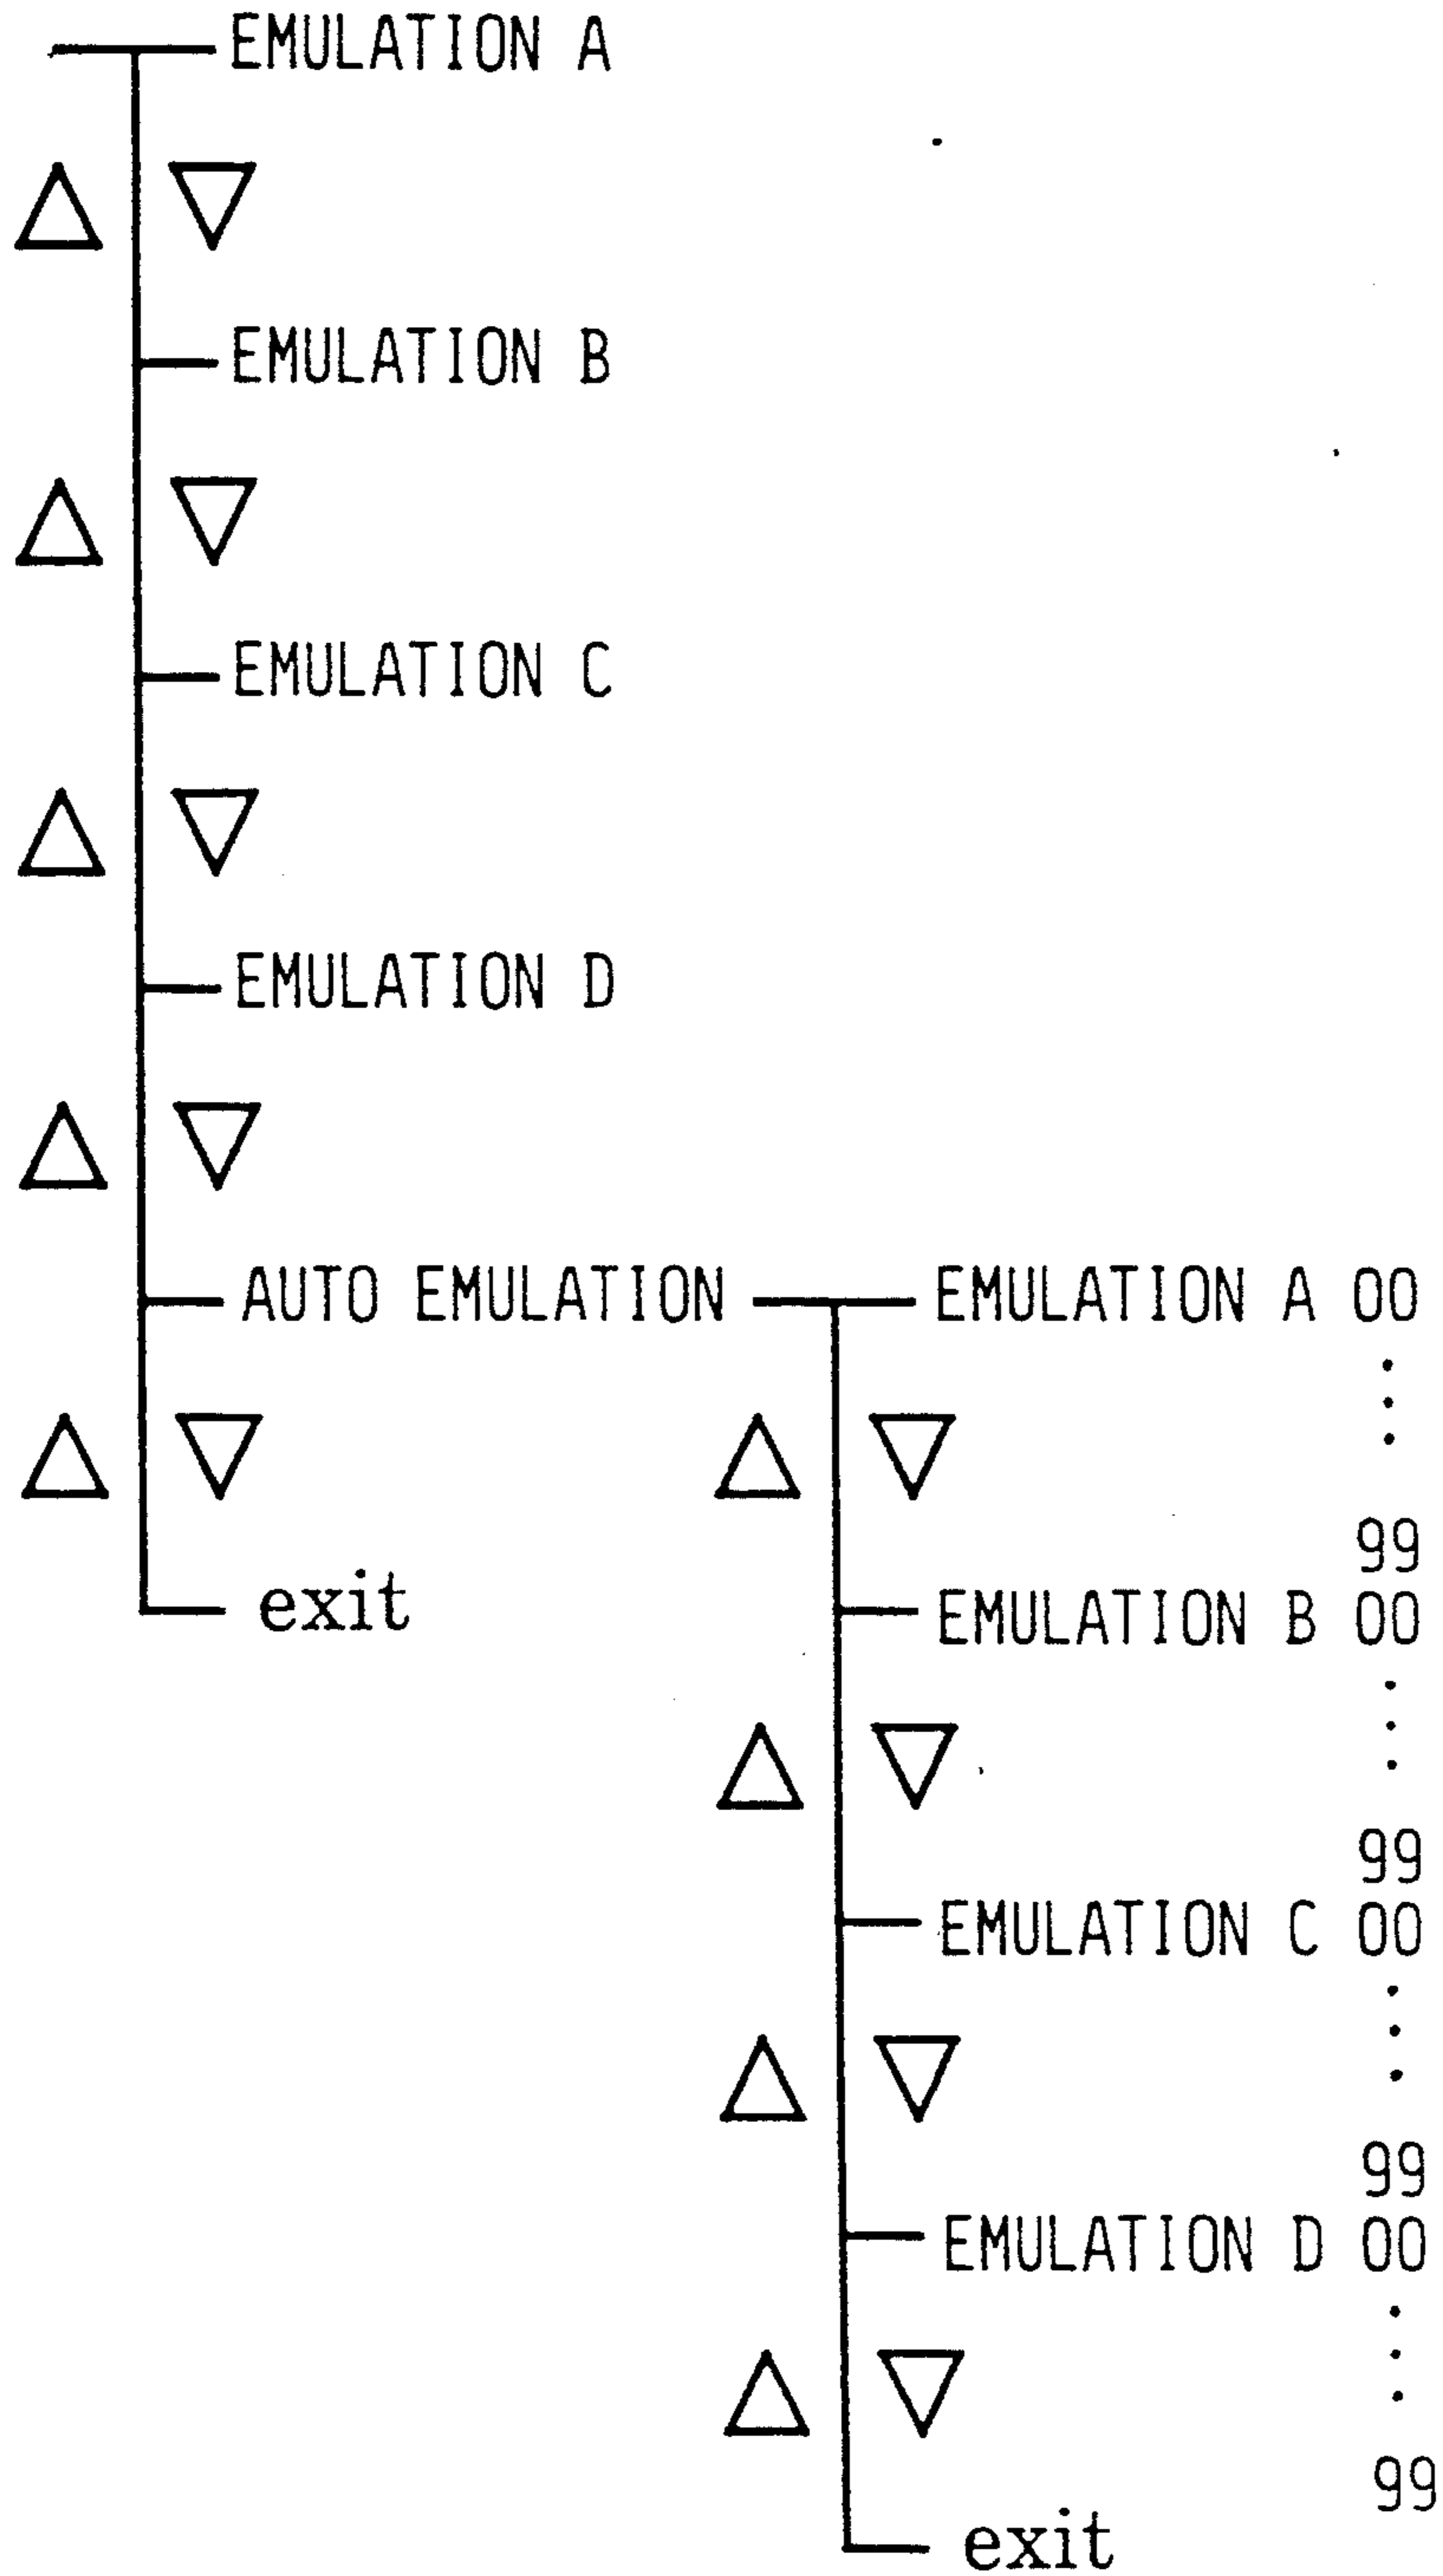 EMULATION A
EMULATION B
EMULATION C
EMULATION D
AUTO EMULATION EMULATION A 00
99
exit EMULATION B 00
99
EMULATION C 00
99
EMULATION D 00
99
exit